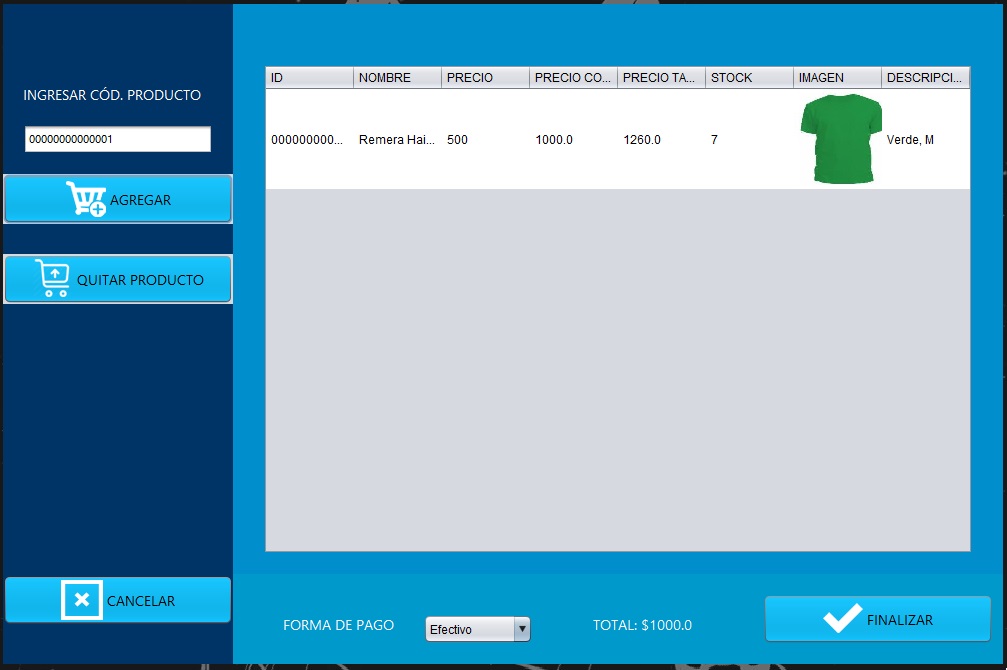 INGRESAR CÓD. PRODUCTO
00000000000001
AGREGAR
QUITAR PRODUCTO
CANCELAR
ID NOMBRE PRECIO PRECIO CO... PRECIO TA... STOCK IMAGEN DESCRIPCI...
000000000... Remera Hai... 500 1000.0 1260.0 7 Verde, M
FORMA DE PAGO Efectivo TOTAL: $1000.0 FINALIZAR